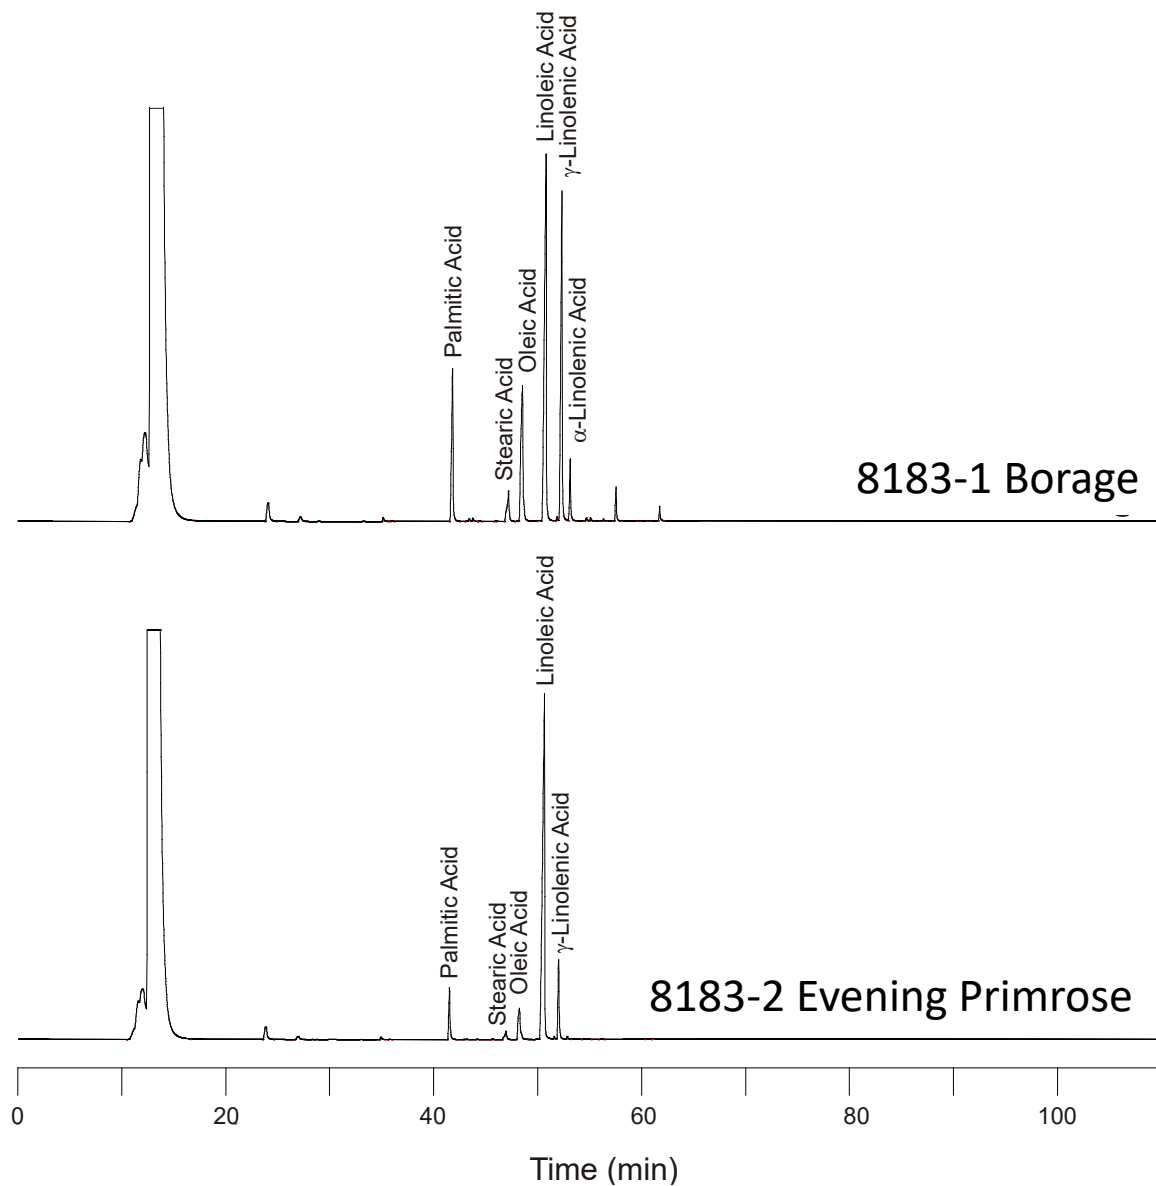 Linoleic Acid
γ-Linolenic Acid
Palmitic Acid
Stearic Acid
Oleic Acid
α-Linolenic Acid
8183-1 Borage
Linoleic Acid
Palmitic Acid
Stearic Acid
Oleic Acid
γ-Linolenic Acid
8183-2 Evening Primrose
0 20 40 60 80 100
Time (min)